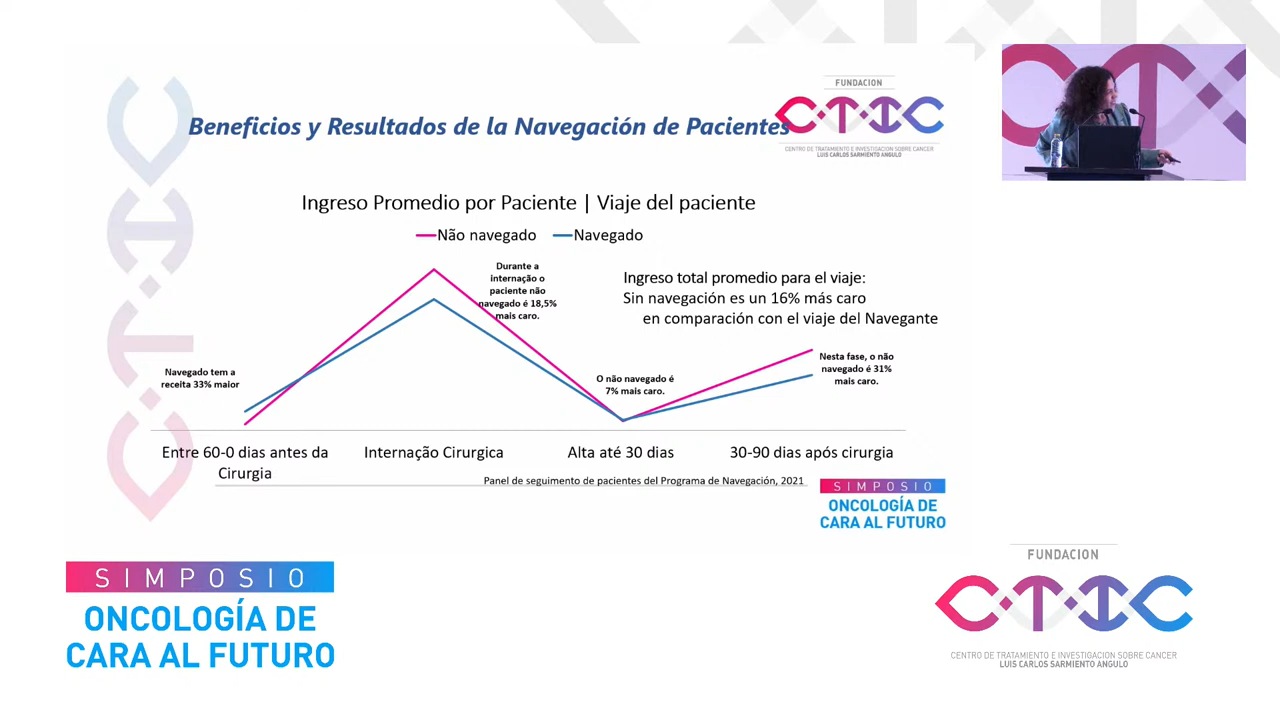 Beneficios y Resultados de la Navegación de Pacientes
FUNDACION
CTIC
CENTRO DE TRATAMIENTO E INVESTIGACION SOBRE CANCER
LUIS CARLOS SARMIENTO ANGULO
Ingreso Promedio por Paciente | Viaje del paciente
Não navegado
Navegado
Durante a
internação o
paciente não
navegado é 18,5%
mais caro.
Ingreso total promedio para el viaje:
Sin navegación es un 16% más caro
en comparación con el viaje del Navegante
Navegado tem a
receita 33% maior
O não navegado é
7% mais caro.
Nesta fase, o não
navegado é 31%
mais caro.
Entre 60-0 dias antes da
Cirurgia
Internação Cirurgica
Alta até 30 dias
30-90 dias após cirurgia
Panel de seguimento de pacientes del Programa de Navegación, 2021
SIMPOSIO
ONCOLOGÍA DE
CARA AL FUTURO
CTIC
CTIC
SIMPOSIO
ONCOLOGÍA DE
CARA AL FUTURO
FUNDACION
CTIC
CENTRO DE TRATAMIENTO E INVESTIGACION SOBRE CANCER
LUIS CARLOS SARMIENTO ANGULO